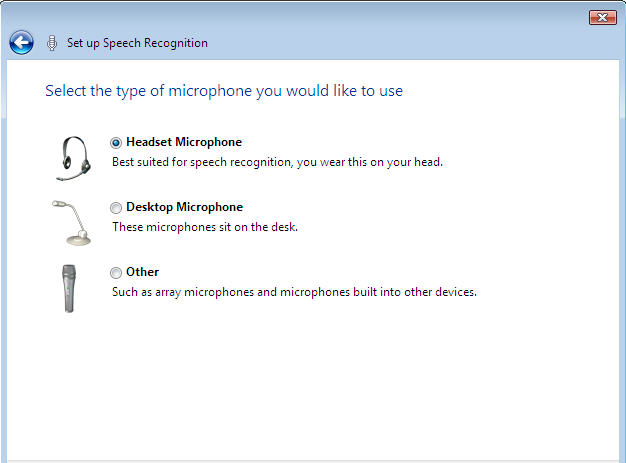 Set up Speech Recognition
Select the type of microphone you would like to use
Headset Microphone
Best suited for speech recognition, you wear this on your head.
Desktop Microphone
These microphones sit on the desk.
Other
Such as array microphones and microphones built into other devices.